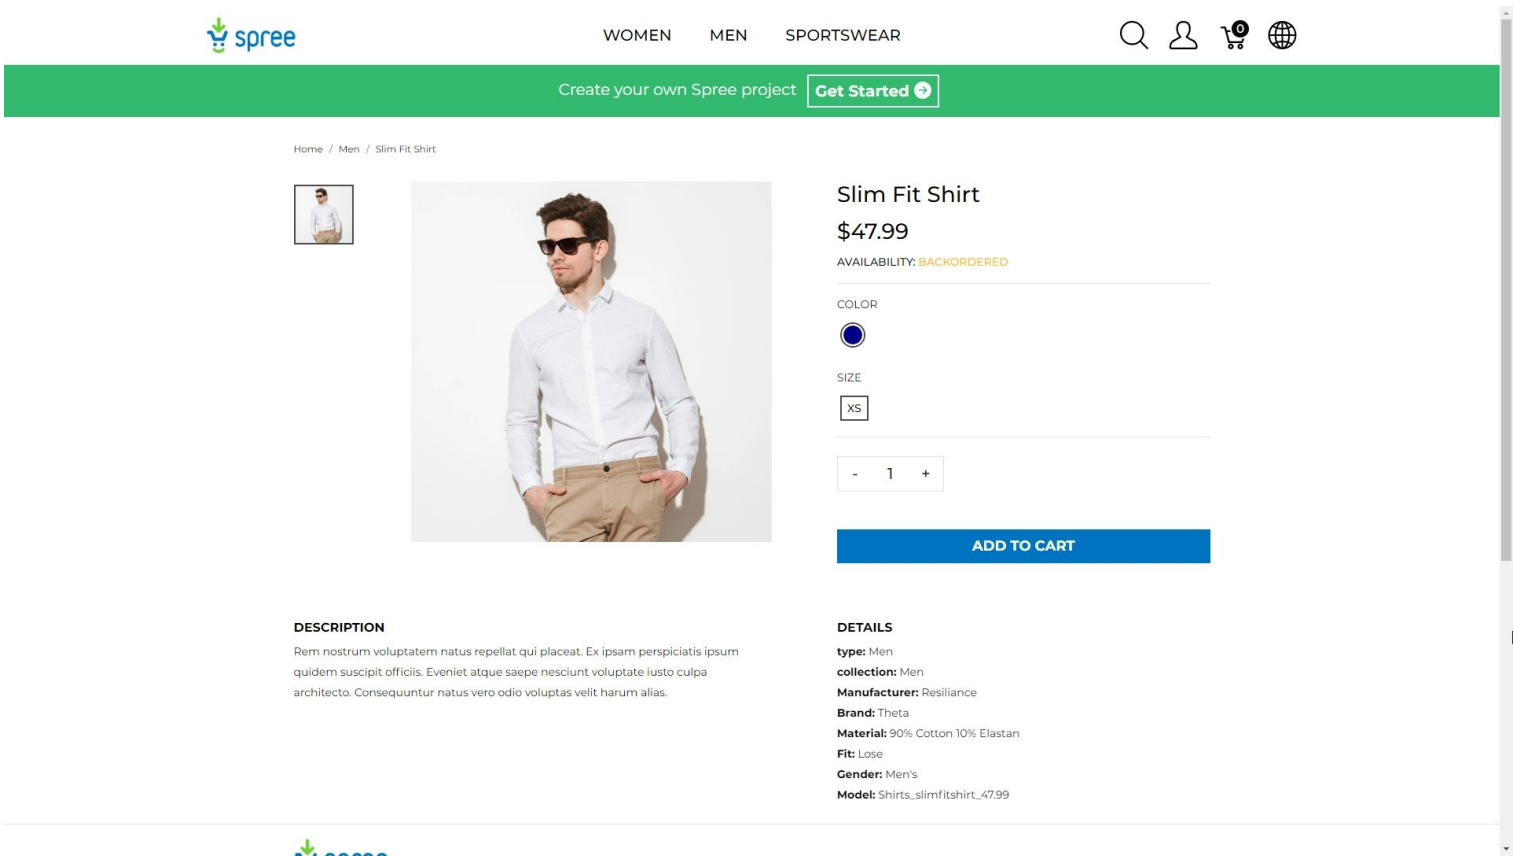 spree
WOMEN MEN SPORTSWEAR
0
Create your own Spree project Get Started
Home / Men / Slim Fit Shirt
Slim Fit Shirt
$47.99
AVAILABILITY: BACKORDERED
COLOR
SIZE
XS
- 1 +
ADD TO CART
DESCRIPTION
Rem nostrum voluptatem natus repellat qui placeat. Ex ipsam perspiciatis ipsum
quidem suscipit officiis. Eveniet atque saepe nesciunt voluptate iusto culpa
architecto. Consequuntur natus vero odio voluptas velit harum alias.
DETAILS
type: Men
collection: Men
Manufacturer: Resiliance
Brand: Theta
Material: 90% Cotton 10% Elastan
Fit: Lose
Gender: Men's
Model: Shirts_slimfitshirt_47.99